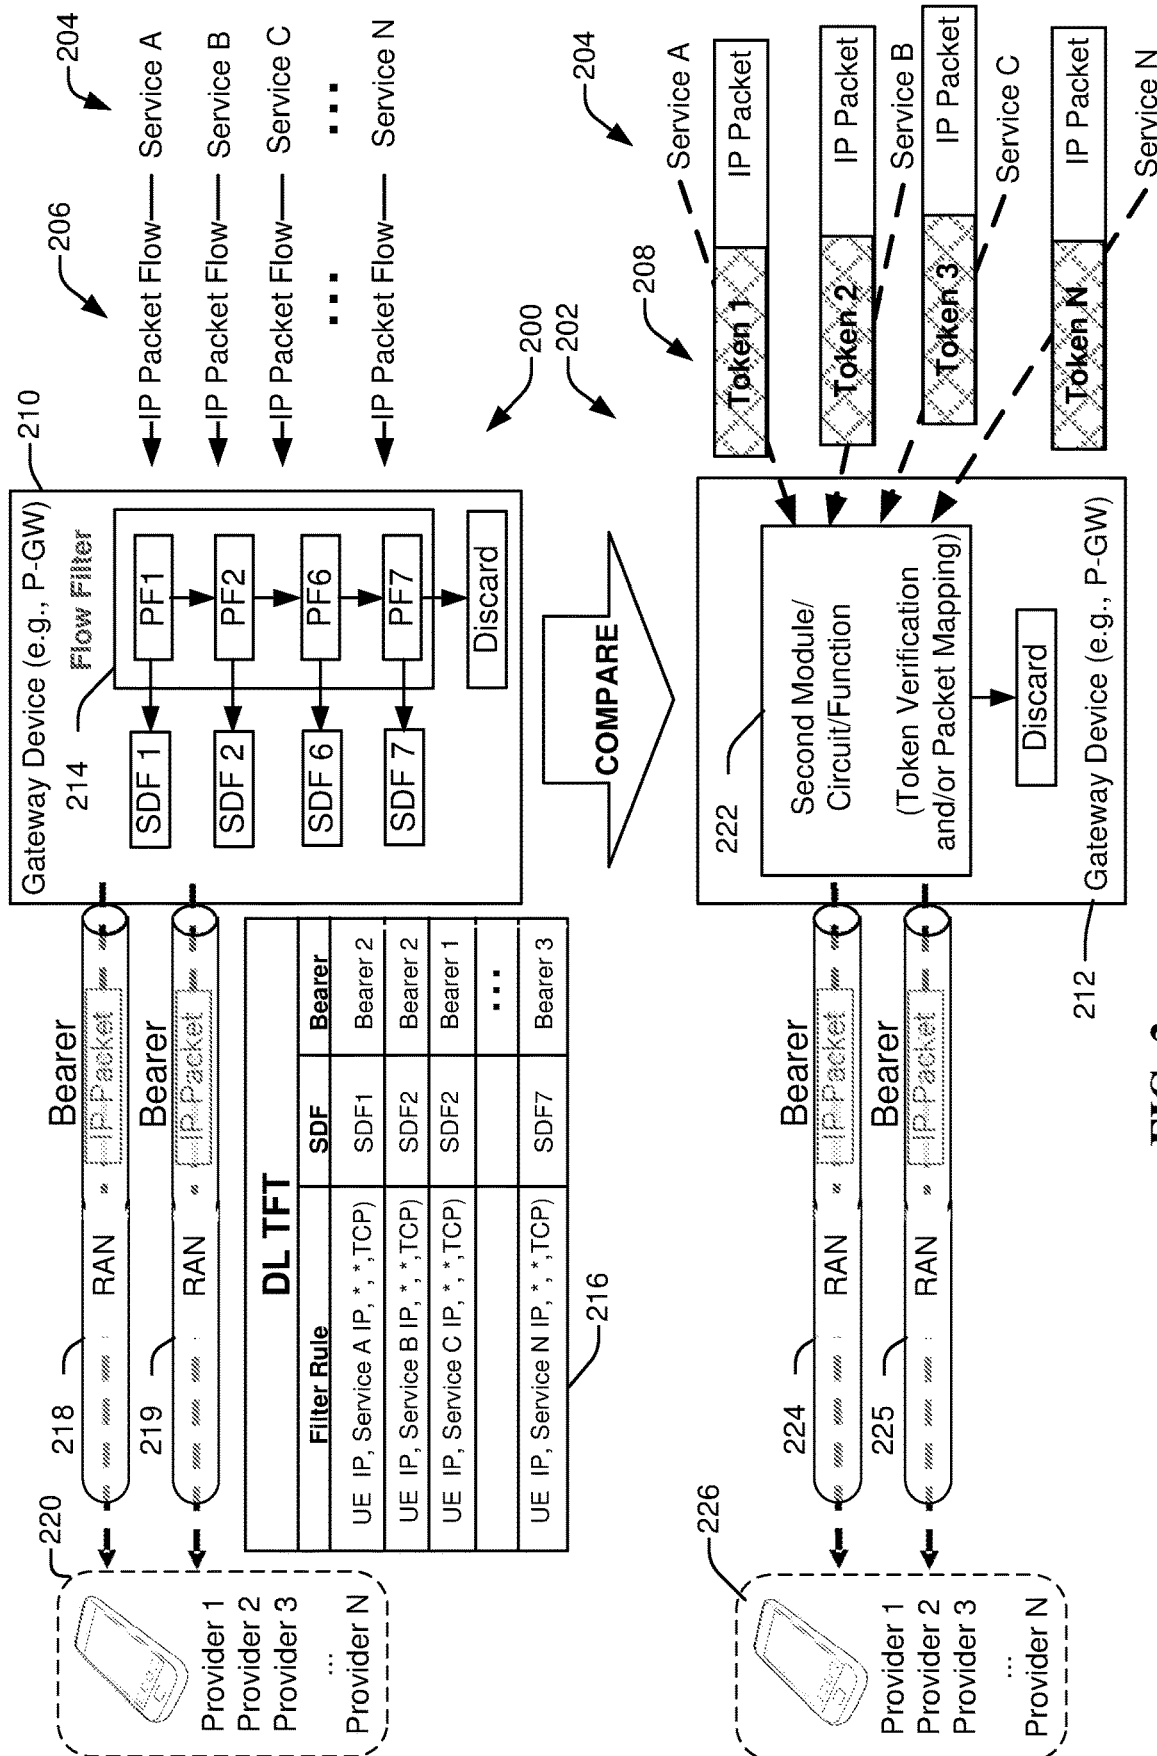 204
206
IP Packet Flow
Service A
IP Packet Flow
Service B
IP Packet Flow
Service C
...
...
IP Packet Flow
Service N
210
Gateway Device (e.g., P-GW)
214
Flow Filter
PF1
PF2
PF6
PF7
SDF 1
SDF 2
SDF 6
SDF 7
Discard
200
Bearer
IP Packet
RAN
218
Bearer
IP Packet
RAN
219
220
Provider 1
Provider 2
Provider 3
...
Provider N
DL TFT
Filter Rule SDF Bearer
UE IP, Service A IP, *, *,TCP) SDF1 Bearer 2
UE IP, Service B IP, *, *,TCP) SDF2 Bearer 2
UE IP, Service C IP, *, *,TCP) SDF2 Bearer 1
...
UE IP, Service N IP, *, *,TCP) SDF7 Bearer 3
216
COMPARE
202
204
208
Service A
Token 1 IP Packet
Token 2 IP Packet
Service B
Token 3 IP Packet
Service C
Token N IP Packet
Service N
222
Second Module/
Circuit/Function
(Token Verification
and/or Packet Mapping)
Discard
212
Gateway Device (e.g., P-GW)
Bearer
IP Packet
RAN
224
Bearer
IP Packet
RAN
225
226
Provider 1
Provider 2
Provider 3
...
Provider N